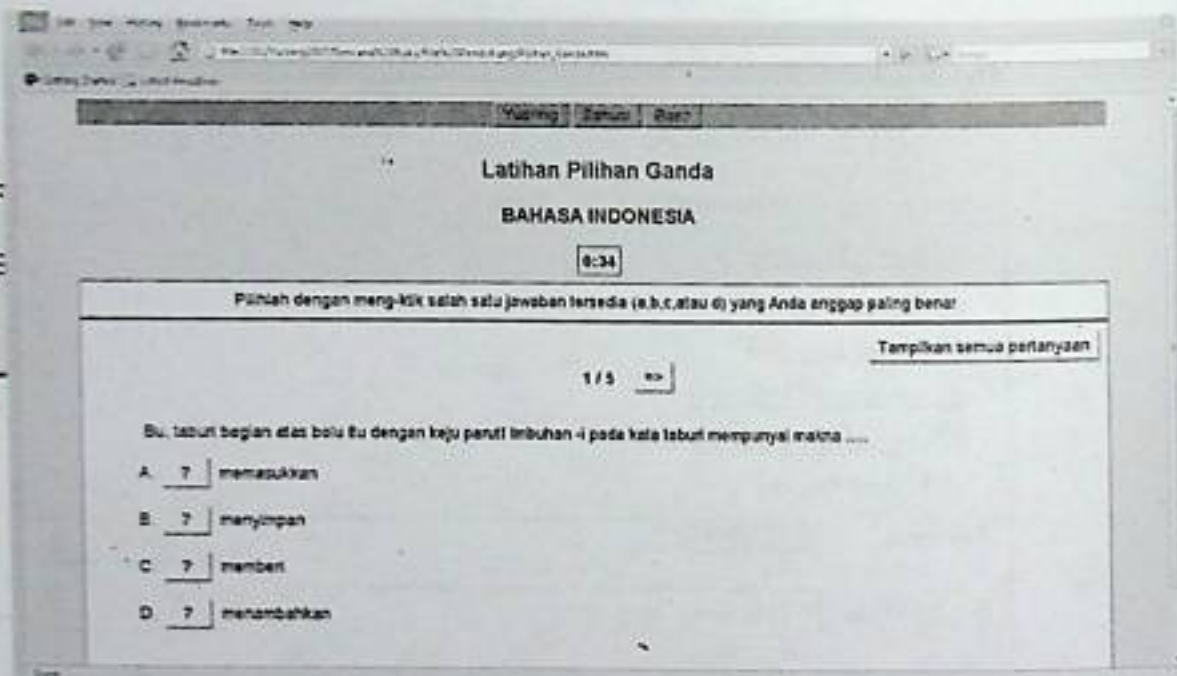 Latihan Pilihan Ganda
BAHASA INDONESIA
0:34
Pilihlah dengan meng-klik salah satu jawaban tersedia (a,b,c,atau d) yang Anda anggap paling benar
Tampilkan semua pertanyaan
1 / 5 =>
Bu, taburi bagian atas bolu itu dengan keju parut! Imbuhan -i pada kata taburi mempunyai makna .....
A. ? memasukkan
B. ? menyimpan
C. ? memberi
D. ? menambahkan